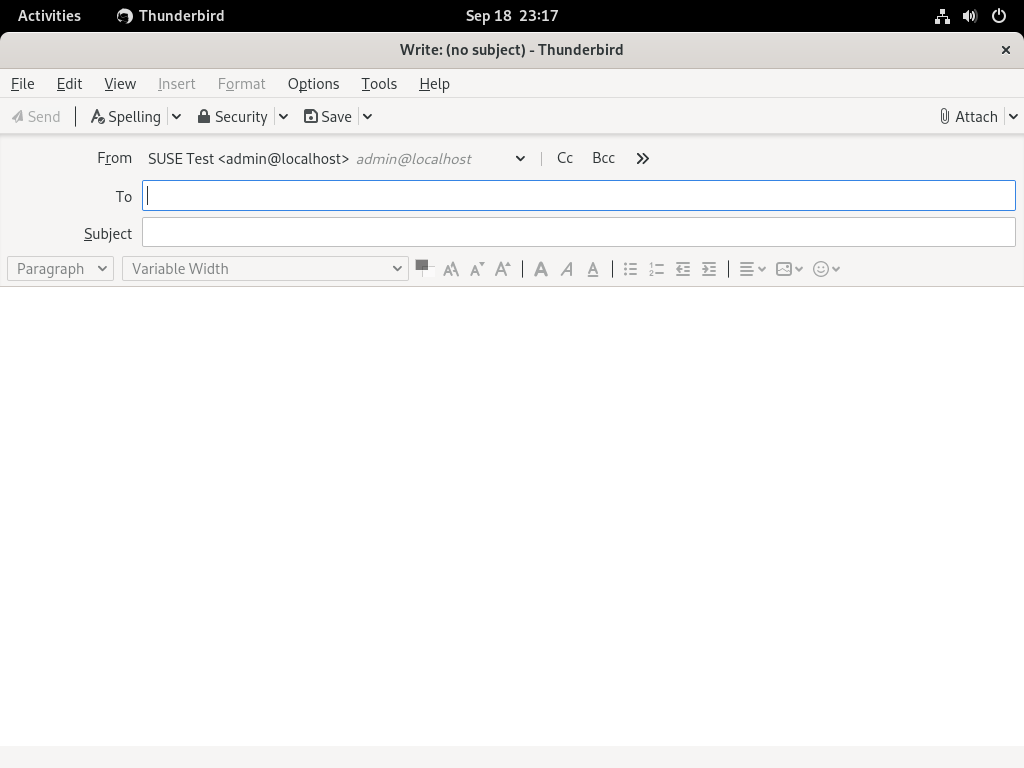 Activities Thunderbird Sep 18 23:17
Write: (no subject) - Thunderbird
File Edit View Insert Format Options Tools Help
Send Spelling Security Save Attach
From SUSE Test <admin@localhost> admin@localhost Cc Bcc
To
Subject
Paragraph Variable Width